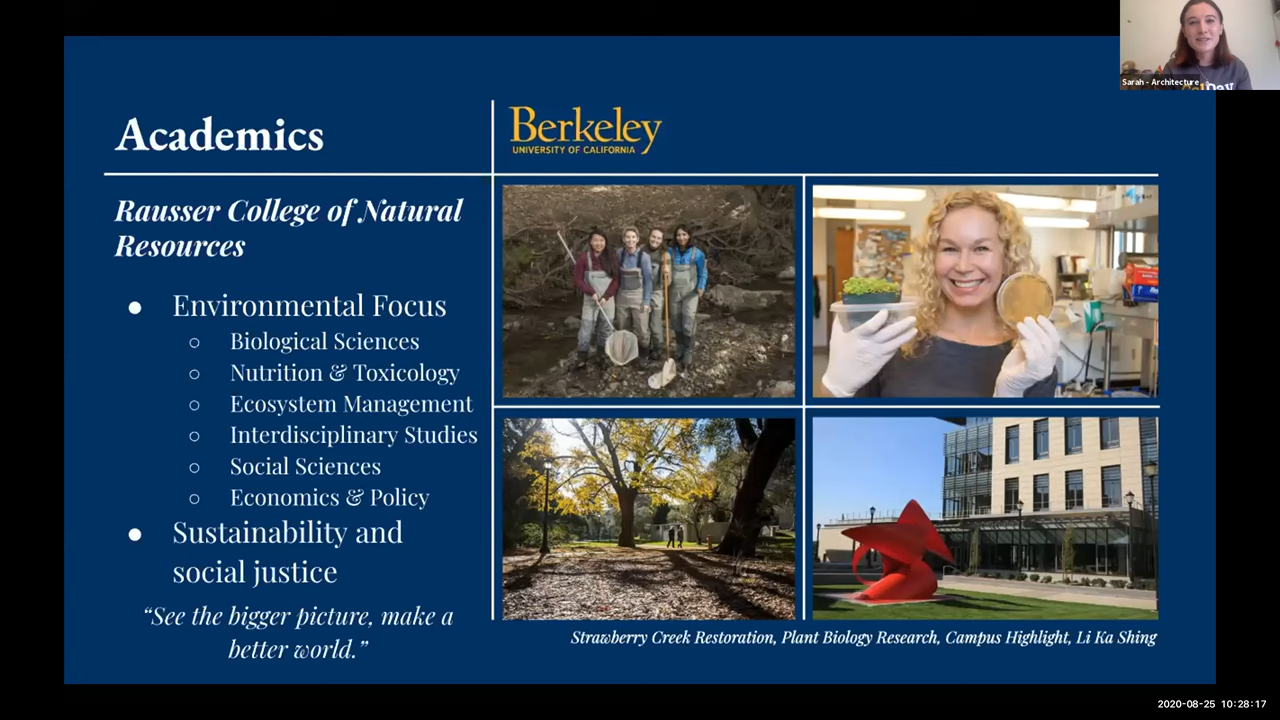 Sarah - Architecture
Academics
Berkeley
UNIVERSITY OF CALIFORNIA
Rausser College of Natural
Resources
● Environmental Focus
○ Biological Sciences
○ Nutrition & Toxicology
○ Ecosystem Management
○ Interdisciplinary Studies
○ Social Sciences
○ Economics & Policy
● Sustainability and
social justice
“See the bigger picture, make a
better world.”
Strawberry Creek Restoration, Plant Biology Research, Campus Highlight, Li Ka Shing
2020-08-25 10:28:17